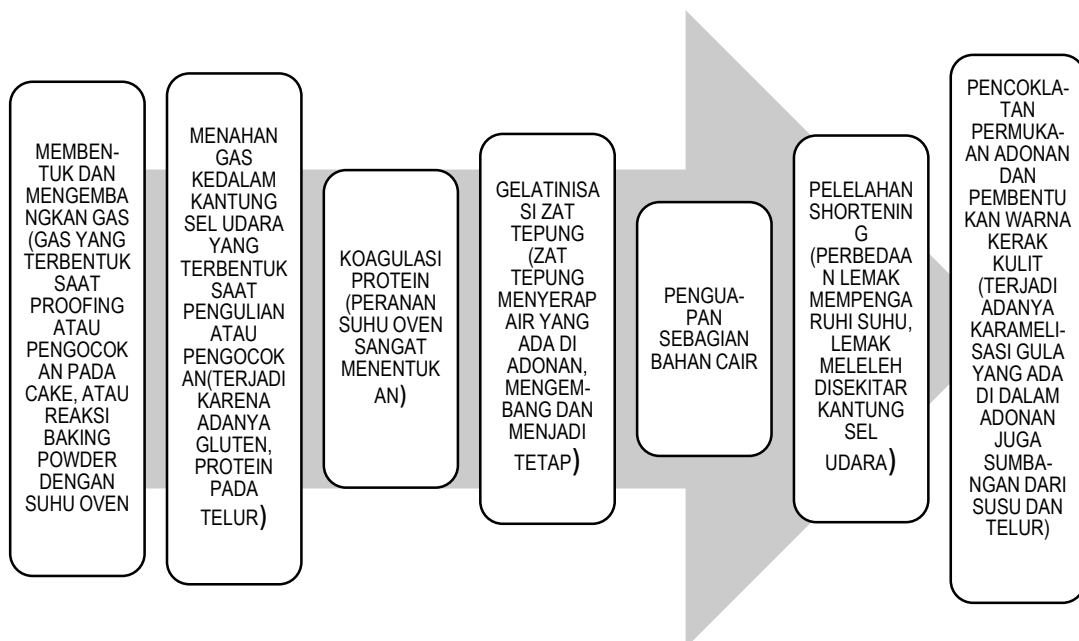 MEMBEN-
TUK DAN
MENGEMBA
NGKAN GAS
(GAS YANG
TERBENTUK
SAAT
PROOFING
ATAU
PENGOCOK
AN PADA
CAKE, ATAU
REAKSI
BAKING
POWDER
DENGAN
SUHU OVEN
MENAHAN
GAS
KEDALAM
KANTUNG
SEL UDARA
YANG
TERBENTUK
SAAT
PENGULIAN
ATAU
PENGOCOK
AN(TERJADI
KARENA
ADANYA
GLUTEN,
PROTEIN
PADA
TELUR)
KOAGULASI
PROTEIN
(PERANAN
SUHU OVEN
SANGAT
MENENTUK
AN)
GELATINISA
SI ZAT
TEPUNG
(ZAT
TEPUNG
MENYERAP
AIR YANG
ADA DI
ADONAN,
MENGEM-
BANG DAN
MENJADI
TETAP)
PENGUA-
PAN
SEBAGIAN
BAHAN CAIR
PELELAHAN
SHORTENIN
G
(PERBEDAA
N LEMAK
MEMPENGA
RUHI SUHU,
LEMAK
MELELEH
DISEKITAR
KANTUNG
SEL
UDARA)
PENCOKLA-
TAN
PERMUKA-
AN ADONAN
DAN
PEMBENTU
KAN WARNA
KERAK
KULIT
(TERJADI
ADANYA
KARAMELI-
SASI GULA
YANG ADA
DI DALAM
ADONAN
JUGA
SUMBA-
NGAN DARI
SUSU DAN
TELUR)